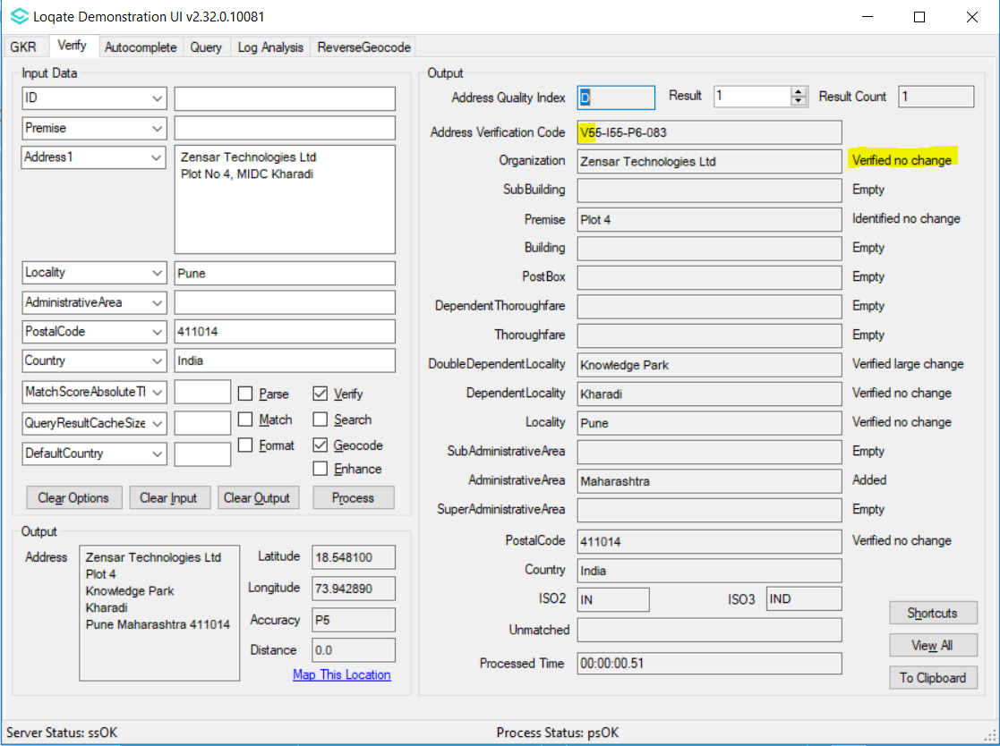 Loqate Demonstration UI v2.32.0.10081
GKR Verify Autocomplete Query Log Analysis ReverseGeocode
Input Data
ID
Premise
Address1 Zensar Technologies Ltd
Plot No 4, MIDC Kharadi
Locality Pune
AdministrativeArea
PostalCode 411014
Country India
MatchScoreAbsoluteTl Parse Verify
QueryResultCacheSize Match Search
DefaultCountry Format Geocode
Enhance
Clear Options Clear Input Clear Output Process
Output
Address Zensar Technologies Ltd
Plot 4
Knowledge Park
Kharadi
Pune Maharashtra 411014
Latitude 18.548100
Longitude 73.942890
Accuracy P5
Distance 0.0
Map This Location
Output
Address Quality Index D Result 1 Result Count 1
Address Verification Code V55-I55-P6-083
Organization Zensar Technologies Ltd Verified no change
SubBuilding Empty
Premise Plot 4 Identified no change
Building Empty
PostBox Empty
DependentThoroughfare Empty
Thoroughfare Empty
DoubleDependentLocality Knowledge Park Verified large change
DependentLocality Kharadi Verified no change
Locality Pune Verified no change
SubAdministrativeArea Empty
AdministrativeArea Maharashtra Added
SuperAdministrativeArea Empty
PostalCode 411014 Verified no change
Country India
ISO2 IN ISO3 IND
Unmatched
Processed Time 00:00:00.51
Shortcuts
View All
To Clipboard
Server Status: ssOK Process Status: psOK